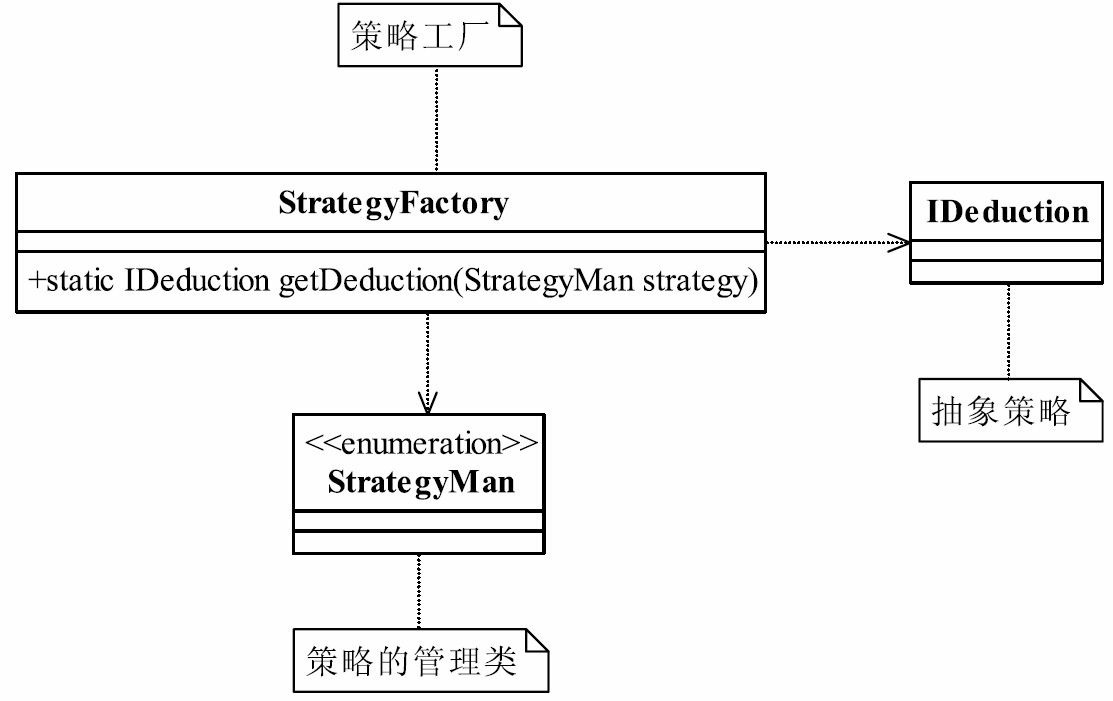 策略工厂
StrategyFactory
+static IDeduction getDeduction(StrategyMan strategy)
IDeduction
抽象策略
<<enumeration>>
StrategyMan
策略的管理类